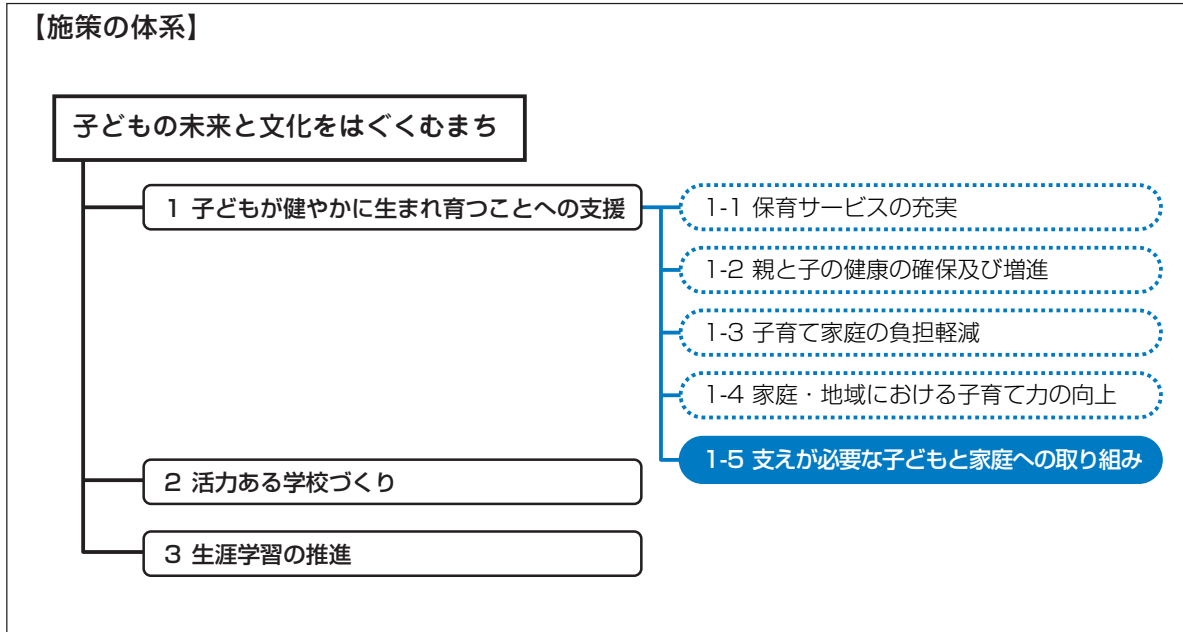 【施策の体系】
子どもの未来と文化をはぐくむまち
1 子どもが健やかに生まれ育つことへの支援
1-1 保育サービスの充実
1-2 親と子の健康の確保及び増進
1-3 子育て家庭の負担軽減
1-4 家庭・地域における子育て力の向上
1-5 支えが必要な子どもと家庭への取り組み
2 活力ある学校づくり
3 生涯学習の推進